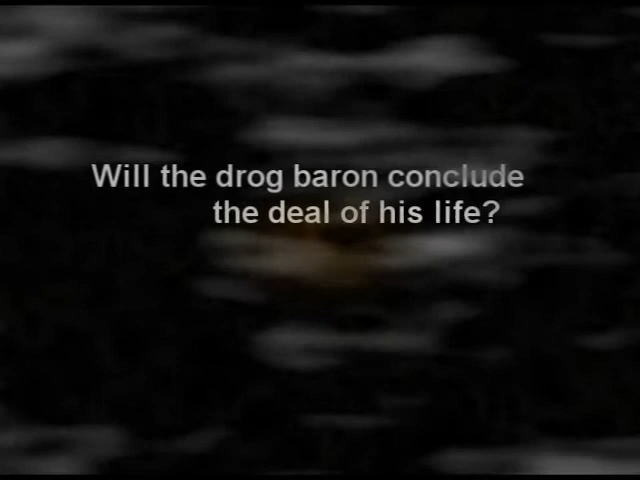 Will the drog baron conclude
the deal of his life?